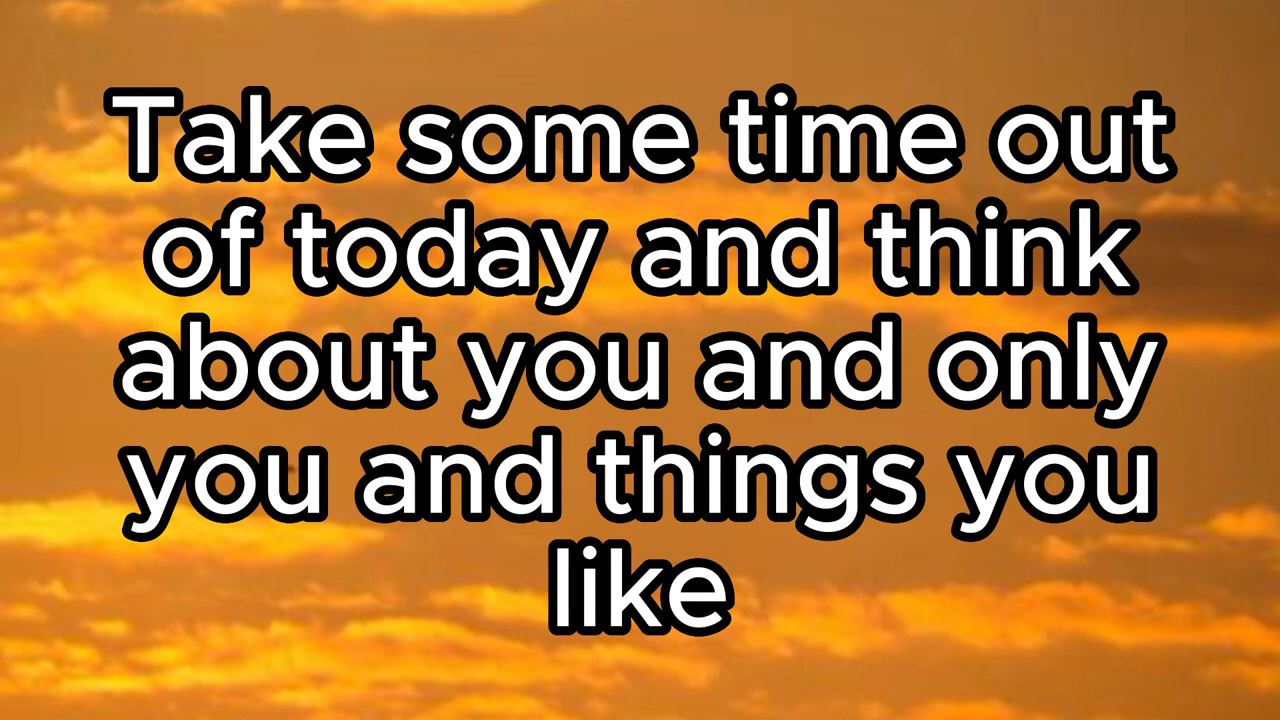 Take some time out
of today and think
about you and only
you and things you
like